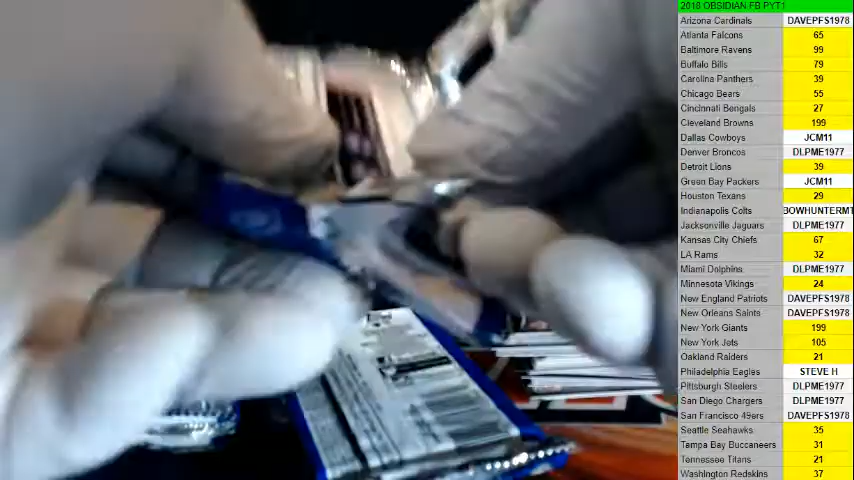 2018 OBSIDIAN FB PYT1
Arizona Cardinals DAVEPFS1978
Atlanta Falcons 65
Baltimore Ravens 99
Buffalo Bills 79
Carolina Panthers 39
Chicago Bears 55
Cincinnati Bengals 27
Cleveland Browns 199
Dallas Cowboys JCM11
Denver Broncos DLPME1977
Detroit Lions 39
Green Bay Packers JCM11
Houston Texans 29
Indianapolis Colts BOWHUNTERMT
Jacksonville Jaguars DLPME1977
Kansas City Chiefs 67
LA Rams 32
Miami Dolphins DLPME1977
Minnesota Vikings 24
New England Patriots DAVEPFS1978
New Orleans Saints DAVEPFS1978
New York Giants 199
New York Jets 105
Oakland Raiders 21
Philadelphia Eagles STEVE H
Pittsburgh Steelers DLPME1977
San Diego Chargers DLPME1977
San Francisco 49ers DAVEPFS1978
Seattle Seahawks 35
Tampa Bay Buccaneers 31
Tennessee Titans 21
Washington Redskins 37